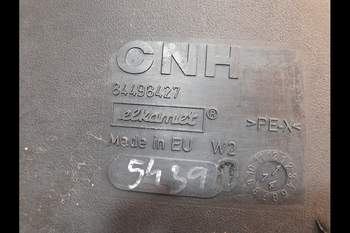 CNH
84498427
elkamet®
>PE-X<
Made in EU W2
5439